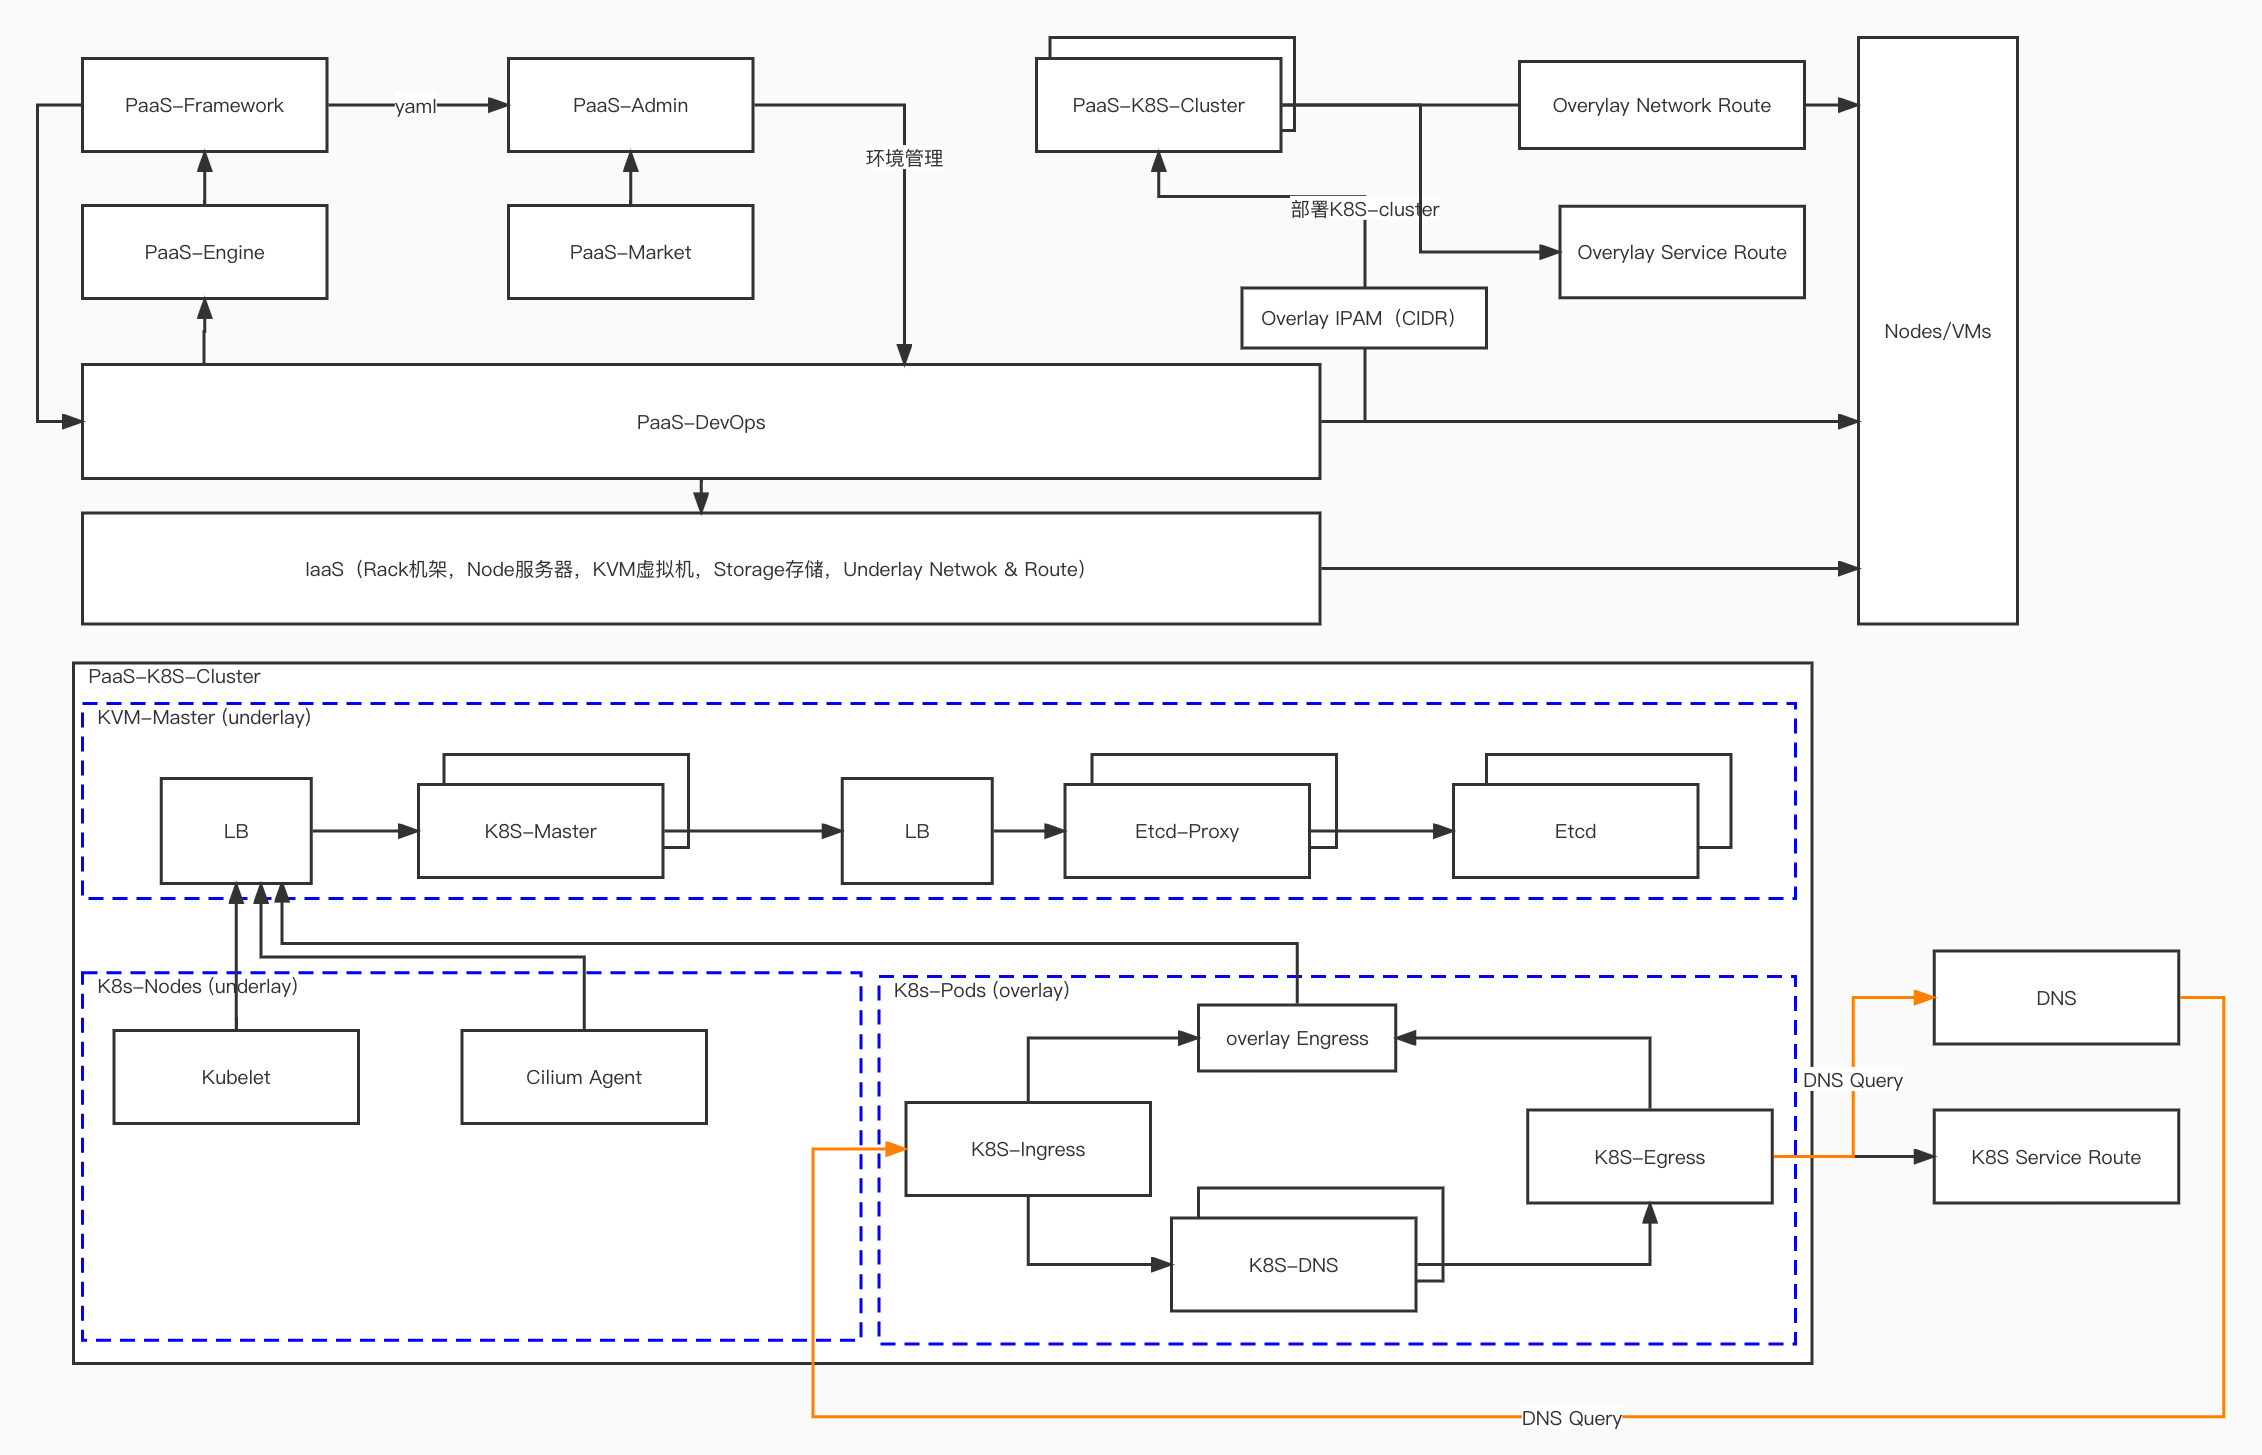 PaaS-Framework
yaml
PaaS-Admin
PaaS-K8S-Cluster
Overylay Network Route
环境管理
部署K8S-cluster
PaaS-Engine
PaaS-Market
Overylay Service Route
Overlay IPAM（CIDR）
Nodes/VMs
PaaS-DevOps
IaaS（Rack机架，Node服务器，KVM虚拟机，Storage存储，Underlay Netwok & Route）
PaaS-K8S-Cluster
KVM-Master (underlay)
LB
K8S-Master
LB
Etcd-Proxy
Etcd
K8s-Nodes (underlay)
K8s-Pods (overlay)
DNS
overlay Engress
Kubelet
Cilium Agent
DNS Query
K8S-Ingress
K8S-Egress
K8S Service Route
K8S-DNS
DNS Query